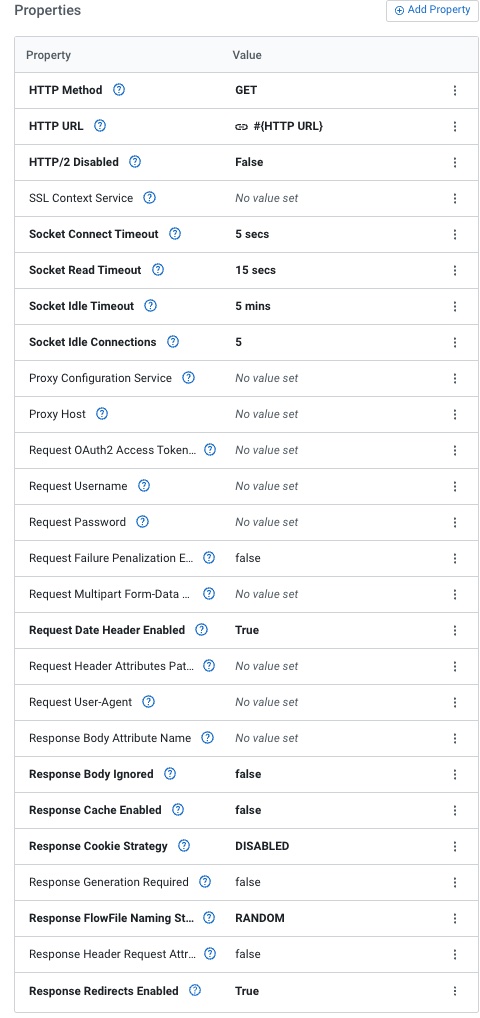 Properties
Add Property
Property Value
HTTP Method GET
HTTP URL #{HTTP URL}
HTTP/2 Disabled False
SSL Context Service No value set
Socket Connect Timeout 5 secs
Socket Read Timeout 15 secs
Socket Idle Timeout 5 mins
Socket Idle Connections 5
Proxy Configuration Service No value set
Proxy Host No value set
Request OAuth2 Access Token... No value set
Request Username No value set
Request Password No value set
Request Failure Penalization E... false
Request Multipart Form-Data ... No value set
Request Date Header Enabled True
Request Header Attributes Pat... No value set
Request User-Agent No value set
Response Body Attribute Name No value set
Response Body Ignored false
Response Cache Enabled false
Response Cookie Strategy DISABLED
Response Generation Required false
Response FlowFile Naming St... RANDOM
Response Header Request Attr... false
Response Redirects Enabled True